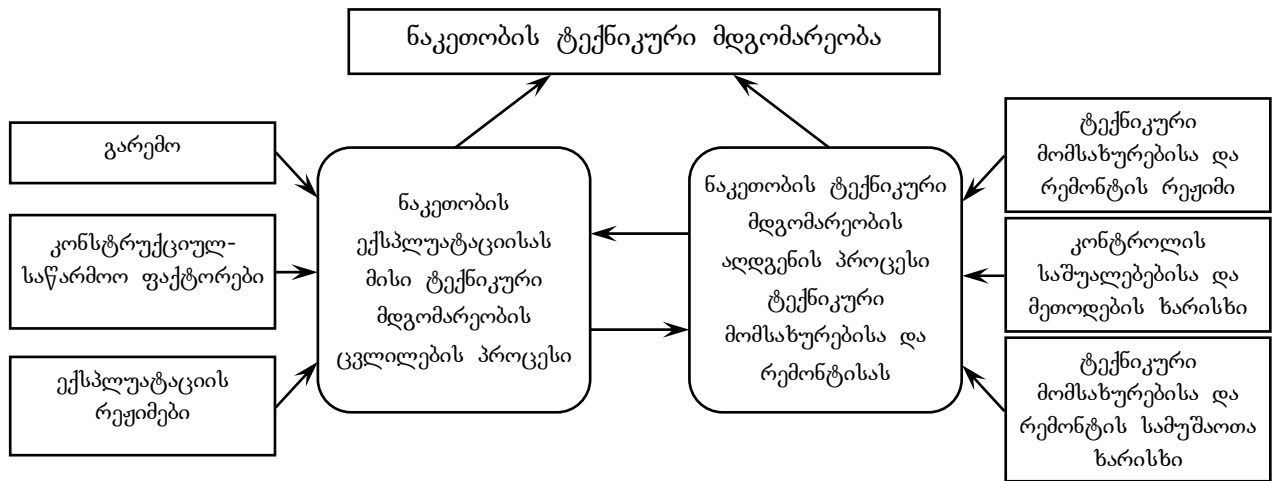 ნაკეთობის ტექნიკური მდგომარეობა
გარემო
კონსტრუქციულ-
საწარმოო ფაქტორები
ექსპლუატაციის
რეჟიმები
ნაკეთობის
ექსპლუატაციისას
მისი ტექნიკური
მდგომარეობის
ცვლილების პროცესი
ნაკეთობის ტექნიკური
მდგომარეობის
აღდგენის პროცესი
ტექნიკური
მომსახურებისა და
რემონტისას
ტექნიკური
მომსახურებისა და
რემონტის რეჟიმი
კონტროლის
საშუალებებისა და
მეთოდების ხარისხი
ტექნიკური
მომსახურებისა და
რემონტის სამუშაოთა
ხარისხი